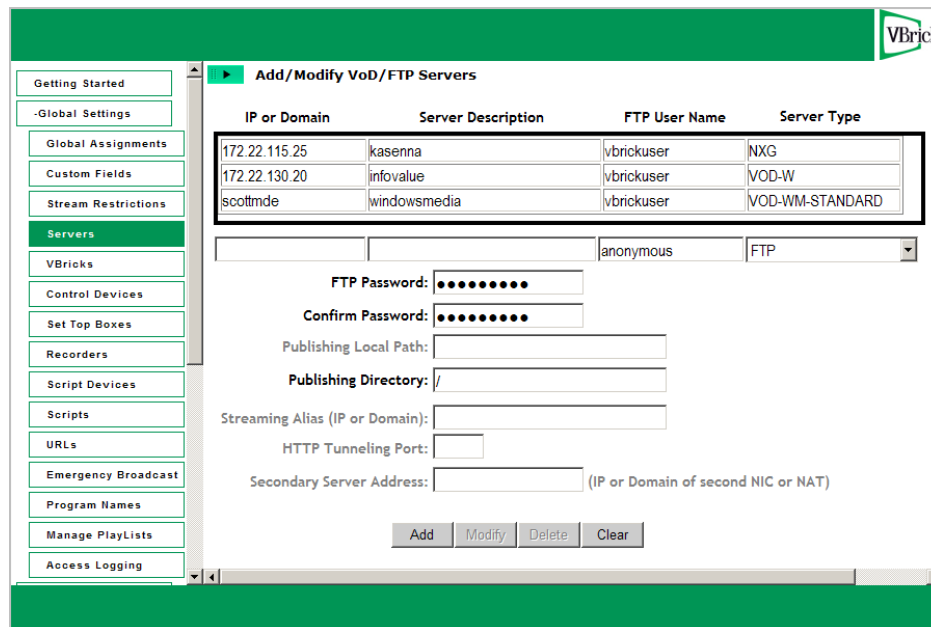 VBric
Getting Started
-Global Settings
Global Assignments
Custom Fields
Stream Restrictions
Servers
VBricks
Control Devices
Set Top Boxes
Recorders
Script Devices
Scripts
URLs
Emergency Broadcast
Program Names
Manage PlayLists
Access Logging
Add/Modify VoD/FTP Servers
IP or Domain Server Description FTP User Name Server Type
172.22.115.25 kasenna vbrickuser NXG
172.22.130.20 infovalue vbrickuser VOD-W
scottmde windowsmedia vbrickuser VOD-WM-STANDARD
anonymous FTP
FTP Password: ●●●●●●●●●
Confirm Password: ●●●●●●●●●
Publishing Local Path:
Publishing Directory: /
Streaming Alias (IP or Domain):
HTTP Tunneling Port:
Secondary Server Address: (IP or Domain of second NIC or NAT)
Add Modify Delete Clear